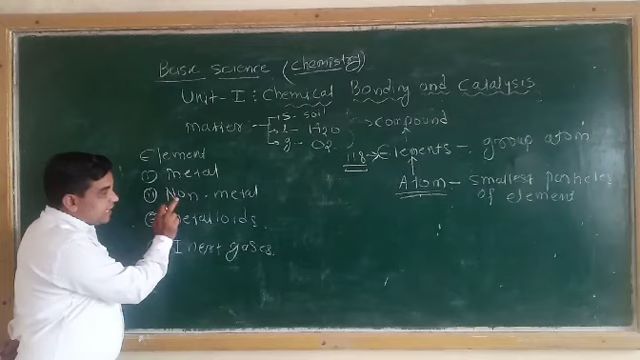 Basic science (chemistry)
Unit-I : Chemical Bonding and Catalysis
matter
s- soil
l- H2O
g- O2
compound
118 Elements - group atom
Atom - smallest particles of element
Element
(i) metal
(ii) Non-metal
metalloids
Inert gases